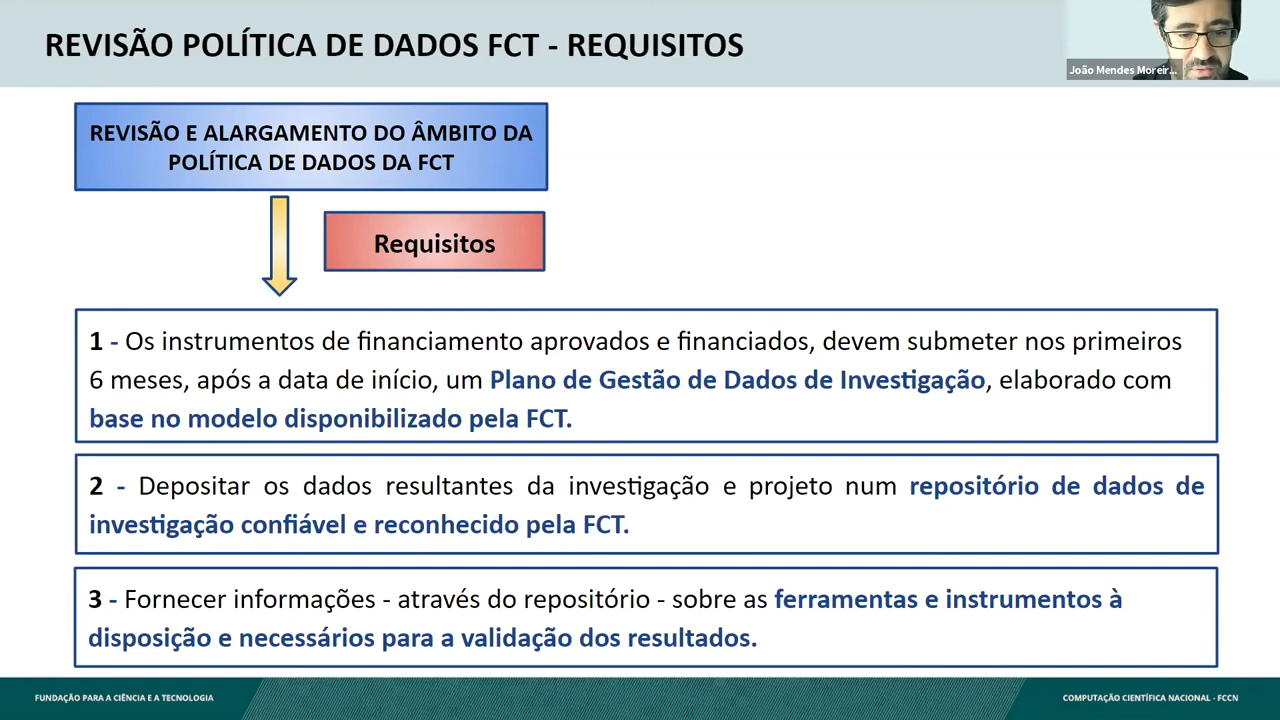 REVISÃO POLÍTICA DE DADOS FCT - REQUISITOS
João Mendes Moreir...
REVISÃO E ALARGAMENTO DO ÂMBITO DA
POLÍTICA DE DADOS DA FCT
Requisitos
1 - Os instrumentos de financiamento aprovados e financiados, devem submeter nos primeiros
6 meses, após a data de início, um Plano de Gestão de Dados de Investigação, elaborado com
base no modelo disponibilizado pela FCT.
2 - Depositar os dados resultantes da investigação e projeto num repositório de dados de
investigação confiável e reconhecido pela FCT.
3 - Fornecer informações - através do repositório - sobre as ferramentas e instrumentos à
disposição e necessários para a validação dos resultados.
FUNDAÇÃO PARA A CIÊNCIA E A TECNOLOGIA
COMPUTAÇÃO CIENTÍFICA NACIONAL - FCCN